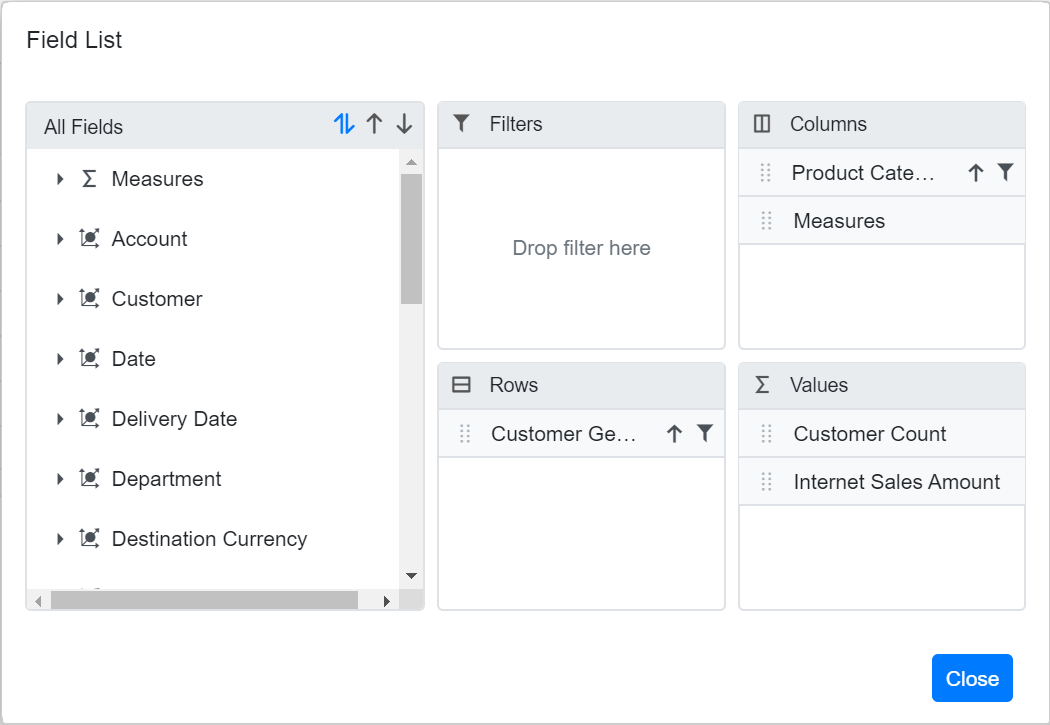 Field List
All Fields
Measures
Account
Customer
Date
Delivery Date
Department
Destination Currency
Filters
Drop filter here
Columns
Product Cate...
Measures
Rows
Customer Ge...
Values
Customer Count
Internet Sales Amount
Close